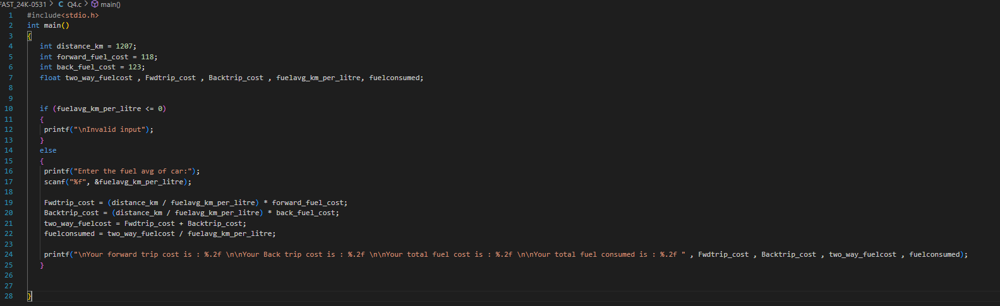 FAST_24K-0531 > C Q4.c > main()
1 #include<stdio.h>
2 int main()
3 {
4 int distance_km = 1207;
5 int forward_fuel_cost = 118;
6 int back_fuel_cost = 123;
7 float two_way_fuelcost , Fwdtrip_cost , Backtrip_cost , fuelavg_km_per_litre, fuelconsumed;
8
9
10 if (fuelavg_km_per_litre <= 0)
11 {
12 printf("\nInvalid input");
13 }
14 else
15 {
16 printf("Enter the fuel avg of car:");
17 scanf("%f", &fuelavg_km_per_litre);
18
19 Fwdtrip_cost = (distance_km / fuelavg_km_per_litre) * forward_fuel_cost;
20 Backtrip_cost = (distance_km / fuelavg_km_per_litre) * back_fuel_cost;
21 two_way_fuelcost = Fwdtrip_cost + Backtrip_cost;
22 fuelconsumed = two_way_fuelcost / fuelavg_km_per_litre;
23
24 printf("\nYour forward trip cost is : %.2f \n\nYour Back trip cost is : %.2f \n\nYour total fuel cost is : %.2f \n\nYour total fuel consumed is : %.2f " , Fwdtrip_cost , Backtrip_cost , two_way_fuelcost , fuelconsumed);
25 }
26
27
28 }